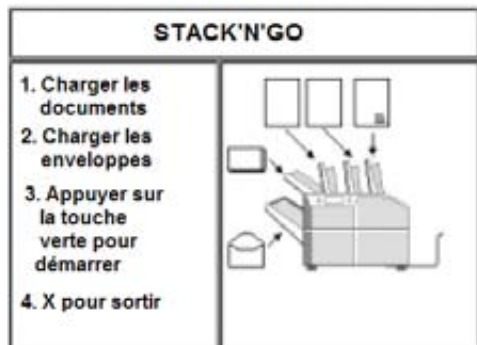 STACK'N'GO
1. Charger les
documents
2. Charger les
enveloppes
3. Appuyer sur
la touche
verte pour
démarrer
4. X pour sortir